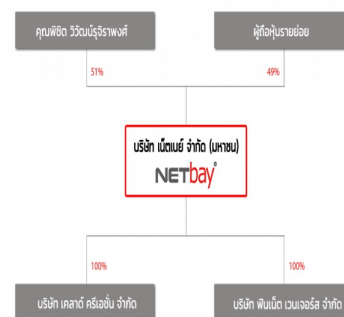 คุณพิชิต วิวัฒน์รุจิราพงศ์
ผู้ถือหุ้นรายย่อย
51%
49%
บริษัท เน็ตเบย์ จำกัด (มหาชน)
NETbay
100%
100%
บริษัท เคลาด์ ครีเอชั่น จำกัด
บริษัท ฟินเน็ต เวนเจอร์ส จำกัด